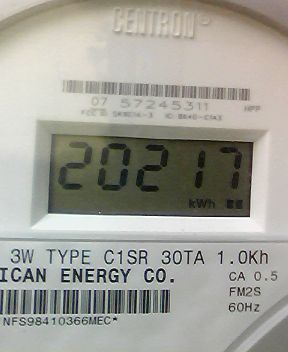 CENTRON®
07 57245311 HPP
20217
kWh
3W TYPE C1SR 30TA 1.0Kh
ICAN ENERGY CO. CA 0.5
FM2S
NFS98410366MEC* 60Hz